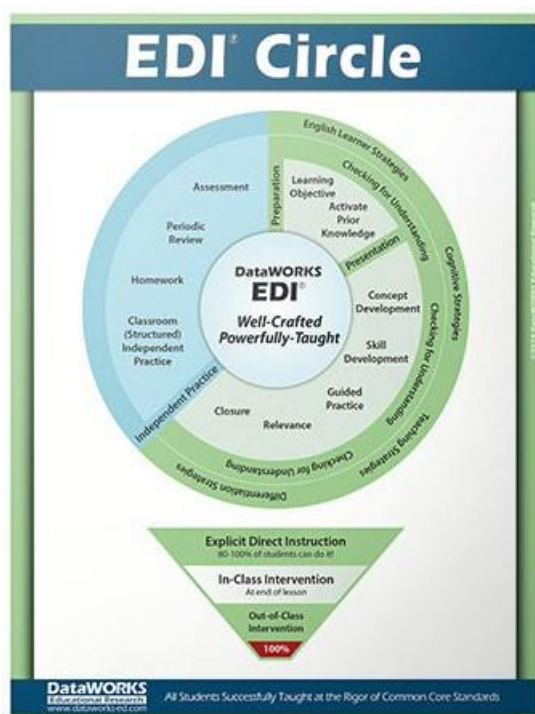 EDI® Circle
English Learner Strategies
Checking for Understanding
Preparation
Learning
Objective
Activate
Prior
Knowledge
Presentation
Cognitive Strategies
Checking for Understanding
Concept
Development
Skill
Development
Guided
Practice
Teaching Strategies
Relevance
Closure
Checking for Understanding
Differentiation Strategies
Independent Practice
Classroom
(Structured)
Independent
Practice
Homework
Periodic
Review
Assessment
DataWORKS
EDI®
Well-Crafted
Powerfully-Taught
Explicit Direct Instruction
80-100% of students can do it!
In-Class Intervention
At end of lesson
Out-of-Class
Intervention
100%
DataWORKS
Educational Research
www.dataworks-ed.com
All Students Successfully Taught at the Rigor of Common Core Standards